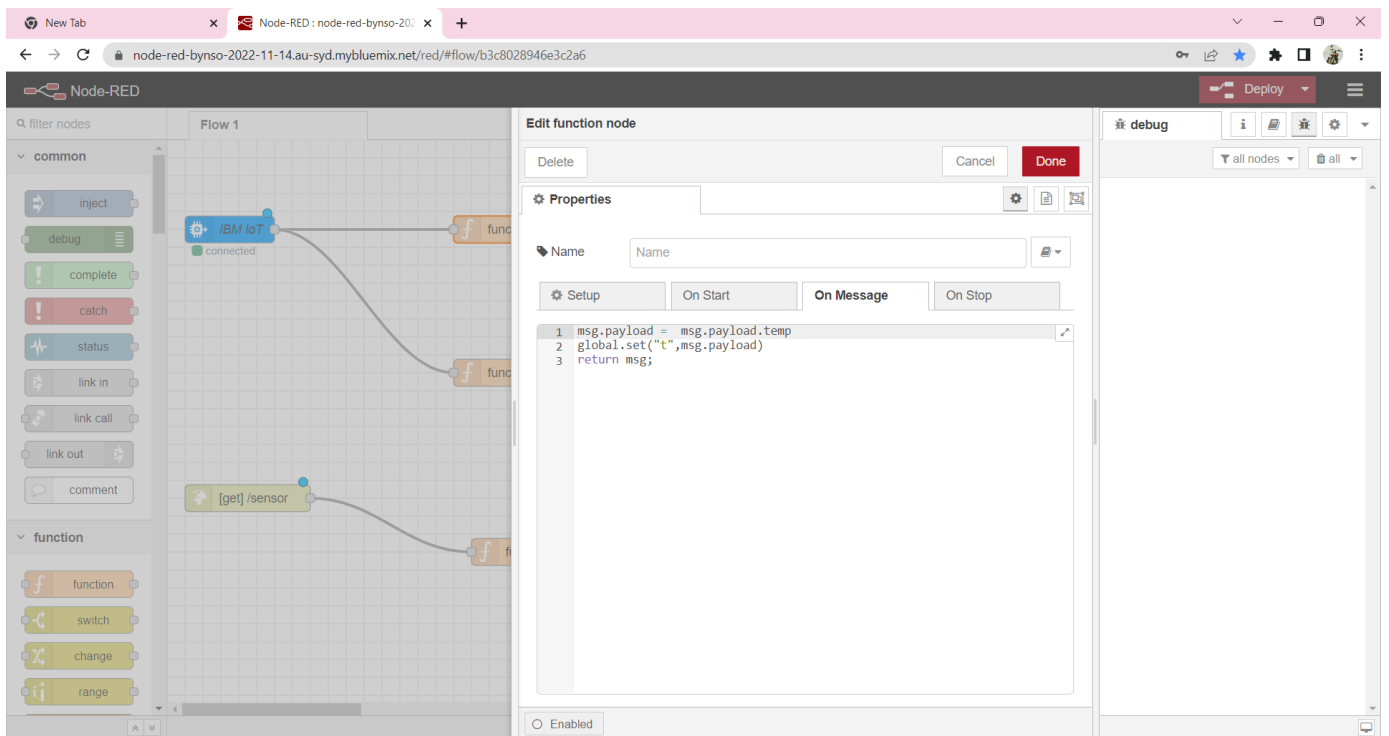 New Tab
Node-RED : node-red-bynso-202
node-red-bynso-2022-11-14.au-syd.mybluemix.net/red/#flow/b3c8028946e3c2a6
Node-RED
Deploy
filter nodes
Flow 1
Edit function node
debug
i
common
Delete
Cancel
Done
all nodes
all
inject
Properties
debug
IBM IoT
func
connected
Name
Name
complete
Setup
On Start
On Message
On Stop
catch
1 msg.payload =  msg.payload.temp
2 global.set("t",msg.payload)
3 return msg;
status
link in
func
link call
link out
comment
[get] /sensor
function
f
function
switch
change
range
Enabled